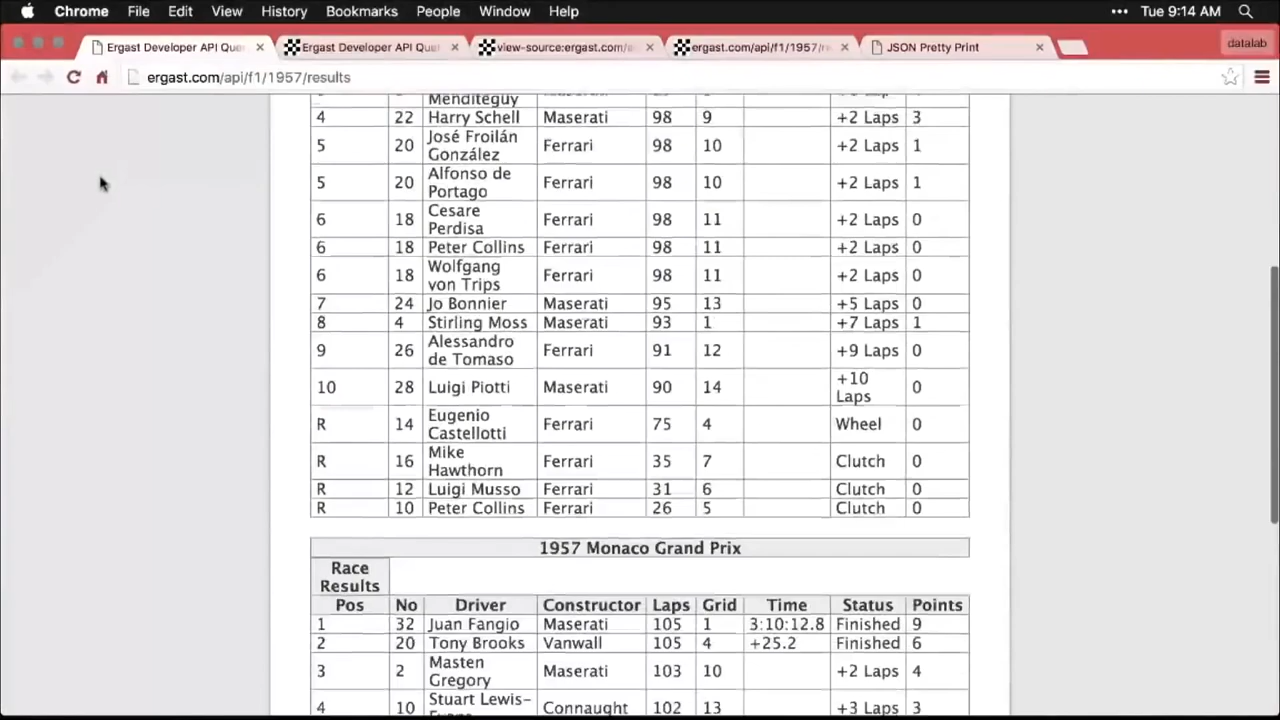 Chrome File Edit View History Bookmarks People Window Help ••• Tue 9:14 AM
Ergast Developer API Que × Ergast Developer API Que × view-source:ergast.com/a × ergast.com/api/f1/1957/r × JSON Pretty Print × datalab
ergast.com/api/f1/1957/results
Menditeguy
4 22 Harry Schell Maserati 98 9 +2 Laps 3
5 20 José Froilán González Ferrari 98 10 +2 Laps 1
5 20 Alfonso de Portago Ferrari 98 10 +2 Laps 1
6 18 Cesare Perdisa Ferrari 98 11 +2 Laps 0
6 18 Peter Collins Ferrari 98 11 +2 Laps 0
6 18 Wolfgang von Trips Ferrari 98 11 +2 Laps 0
7 24 Jo Bonnier Maserati 95 13 +5 Laps 0
8 4 Stirling Moss Maserati 93 1 +7 Laps 1
9 26 Alessandro de Tomaso Ferrari 91 12 +9 Laps 0
10 28 Luigi Piotti Maserati 90 14 +10 Laps 0
R 14 Eugenio Castellotti Ferrari 75 4 Wheel 0
R 16 Mike Hawthorn Ferrari 35 7 Clutch 0
R 12 Luigi Musso Ferrari 31 6 Clutch 0
R 10 Peter Collins Ferrari 26 5 Clutch 0
1957 Monaco Grand Prix
Race Results
Pos No Driver Constructor Laps Grid Time Status Points
1 32 Juan Fangio Maserati 105 1 3:10:12.8 Finished 9
2 20 Tony Brooks Vanwall 105 4 +25.2 Finished 6
3 2 Masten Gregory Maserati 103 10 +2 Laps 4
4 10 Stuart Lewis- Connaught 102 13 +3 Laps 3